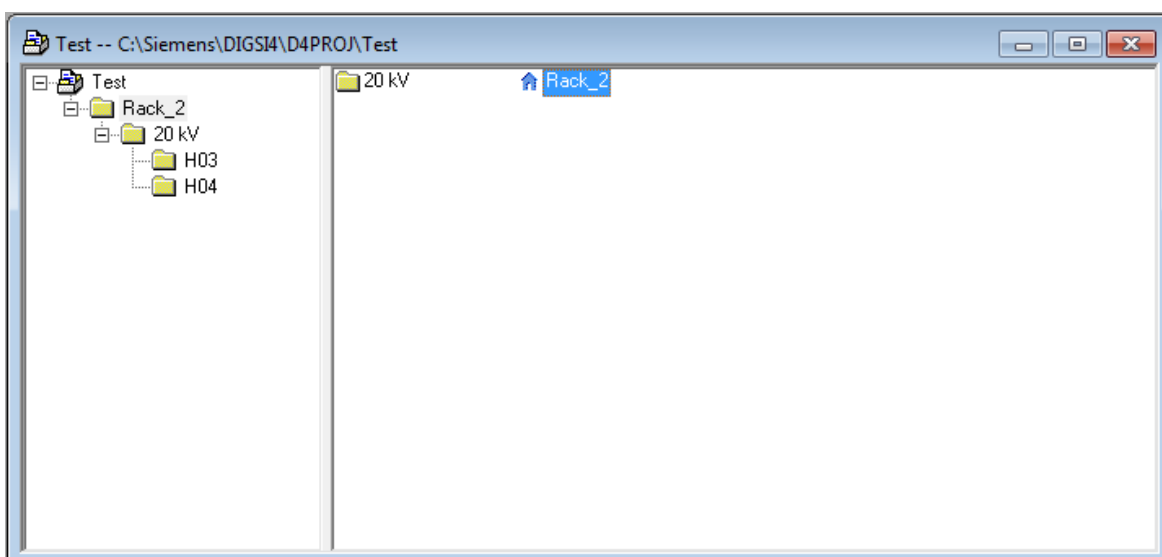 Test -- C:\Siemens\DIGSI4\D4PROJ\Test
Test
Rack_2
20 kV
H03
H04
20 kV Rack_2